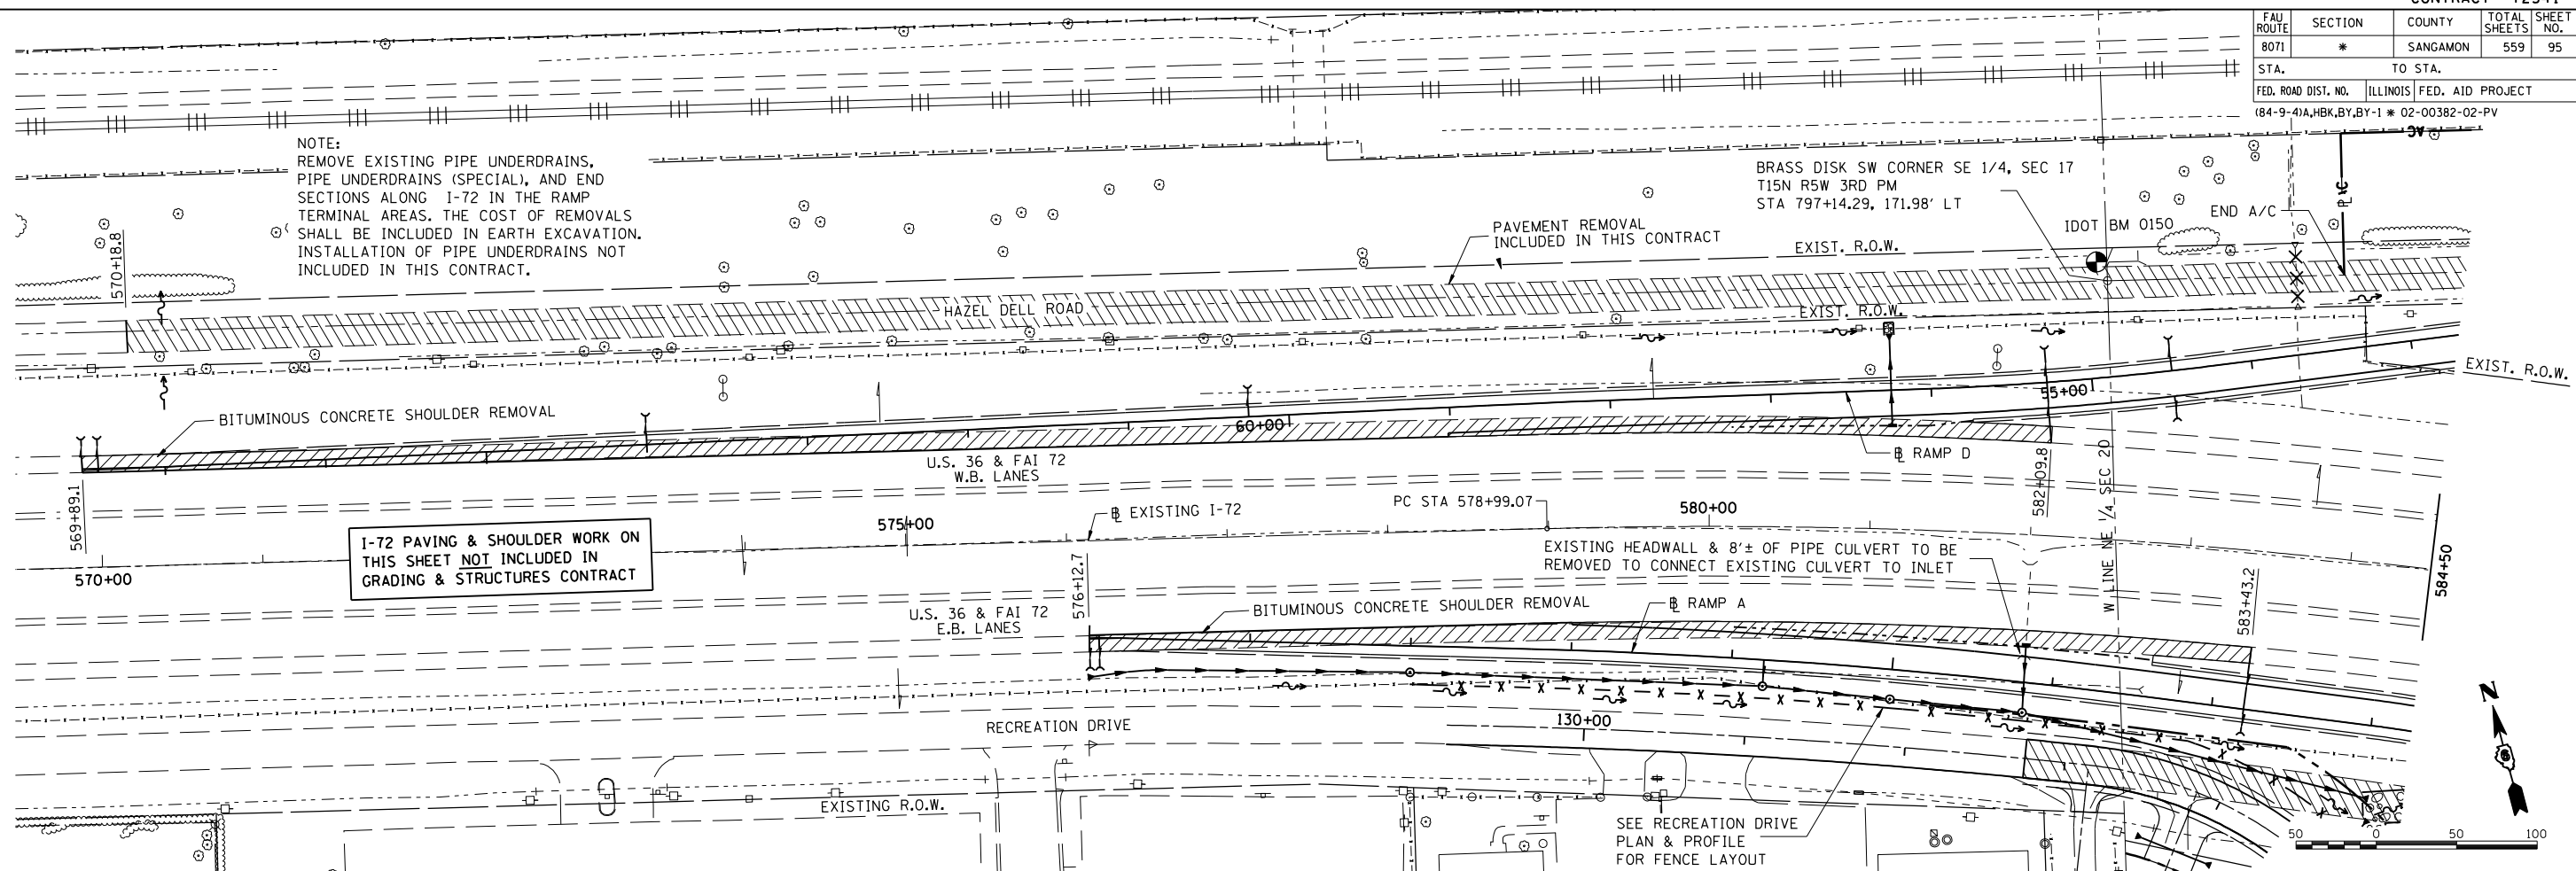 FAU ROUTE SECTION COUNTY TOTAL SHEETS SHEET NO.
8071 * SANGAMON 559 95
STA. TO STA.
FED. ROAD DIST. NO. ILLINOIS FED. AID PROJECT
(84-9-4)A,HBK,BY,BY-1 * 02-00382-02-PV
NOTE:
REMOVE EXISTING PIPE UNDERDRAINS,
PIPE UNDERDRAINS (SPECIAL), AND END
SECTIONS ALONG I-72 IN THE RAMP
TERMINAL AREAS. THE COST OF REMOVALS
SHALL BE INCLUDED IN EARTH EXCAVATION.
INSTALLATION OF PIPE UNDERDRAINS NOT
INCLUDED IN THIS CONTRACT.
BRASS DISK SW CORNER SE 1/4, SEC 17
T15N R5W 3RD PM
STA 797+14.29, 171.98' LT
END A/C
IDOT BM 0150
PAVEMENT REMOVAL
INCLUDED IN THIS CONTRACT
EXIST. R.O.W.
570+18.8
HAZEL DELL ROAD
EXIST. R.O.W.
EXIST. R.O.W.
BITUMINOUS CONCRETE SHOULDER REMOVAL
55+00
60+00
RAMP D
U.S. 36 & FAI 72
W.B. LANES
569+89.1
582+09.8
W LINE NE 1/4 SEC 20
PC STA 578+99.07
580+00
EXISTING I-72
575+00
570+00
I-72 PAVING & SHOULDER WORK ON
THIS SHEET NOT INCLUDED IN
GRADING & STRUCTURES CONTRACT
EXISTING HEADWALL & 8'± OF PIPE CULVERT TO BE
REMOVED TO CONNECT EXISTING CULVERT TO INLET
584+50
576+12.7
583+43.2
U.S. 36 & FAI 72
E.B. LANES
BITUMINOUS CONCRETE SHOULDER REMOVAL
RAMP A
N
RECREATION DRIVE
130+00
EXISTING R.O.W.
SEE RECREATION DRIVE
PLAN & PROFILE
FOR FENCE LAYOUT
50 0 50 100